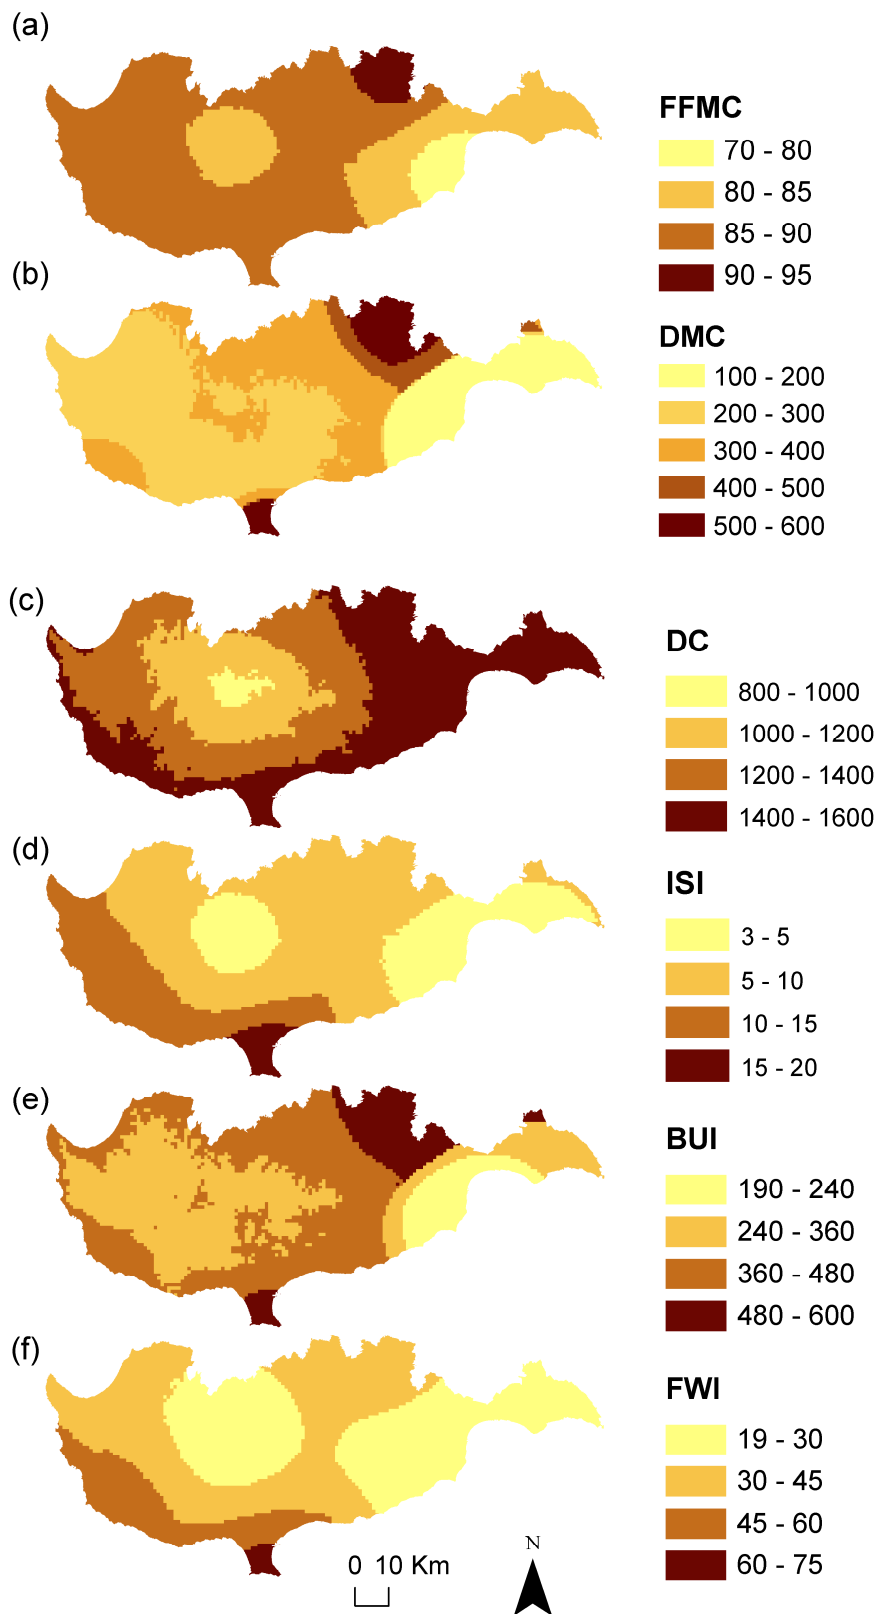 (a)
FFMC
70 - 80
80 - 85
85 - 90
90 - 95
(b)
DMC
100 - 200
200 - 300
300 - 400
400 - 500
500 - 600
(c)
DC
800 - 1000
1000 - 1200
1200 - 1400
1400 - 1600
(d)
ISI
3 - 5
5 - 10
10 - 15
15 - 20
(e)
BUI
190 - 240
240 - 360
360 - 480
480 - 600
(f)
FWI
19 - 30
30 - 45
45 - 60
60 - 75
0 10 Km
N